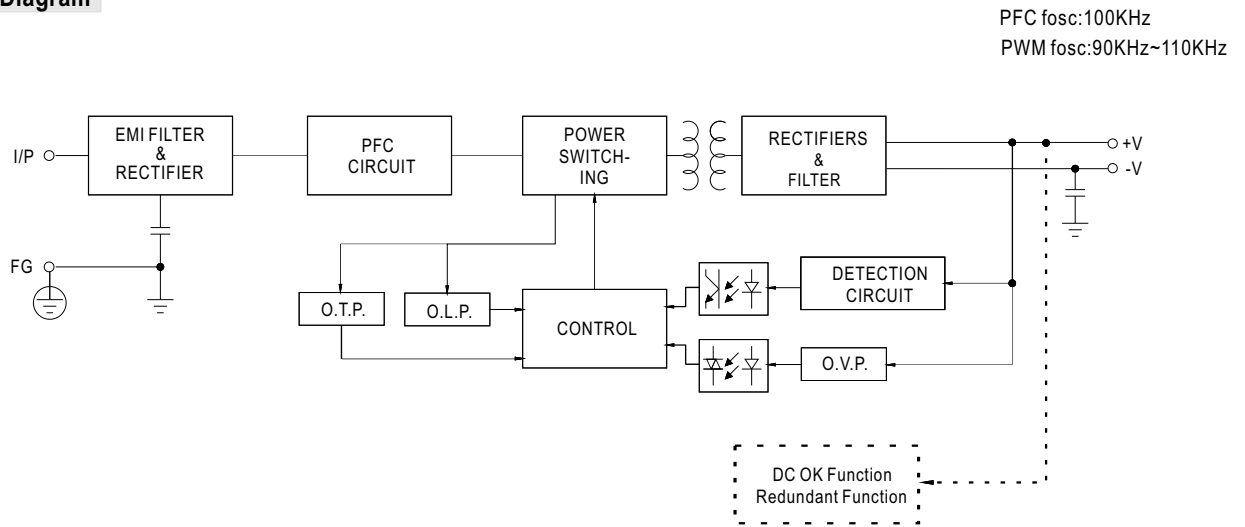 Diagram
PFC fosc:100KHz
PWM fosc:90KHz~110KHz
I/P
EMI FILTER
&
RECTIFIER
PFC
CIRCUIT
POWER
SWITCH-
ING
RECTIFIERS
&
FILTER
+V
-V
FG
O.T.P.
O.L.P.
CONTROL
DETECTION
CIRCUIT
O.V.P.
DC OK Function
Redundant Function